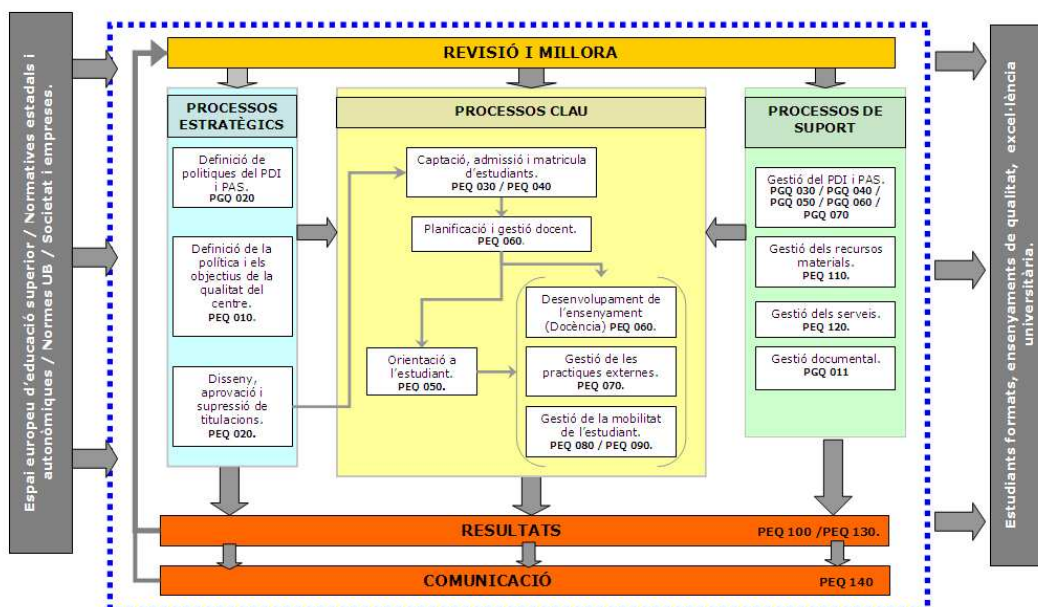 Espai europeu d'educació superior / Normatives estadals i
autonòmiques / Normes UB / Societat i empreses.
REVISIÓ I MILLORA
PROCESSOS
ESTRATÈGICS
Definició de
politiques del PDI
i PAS.
PGQ 020
Definició de la
política i els
objectius de la
qualitat del
centre.
PEQ 010.
Disseny,
aprovació i
supressió de
titulacions.
PEQ 020.
PROCESSOS CLAU
Captació, admissió i matricula
d'estudiants.
PEQ 030 / PEQ 040
Planificació i gestió docent.
PEQ 060.
Orientació a
l'estudiant.
PEQ 050.
Desenvolupament de
l'ensenyament
(Docència) PEQ 060.
Gestió de les
practiques externes.
PEQ 070.
Gestió de la mobilitat
de l'estudiant.
PEQ 080 / PEQ 090.
PROCESSOS DE
SUPORT
Gestió del PDI i PAS.
PGQ 030 / PGQ 040 /
PGQ 050 / PGQ 060 /
PGQ 070
Gestió dels recursos
materials.
PEQ 110.
Gestió dels serveis.
PEQ 120.
Gestió documental.
PGQ 011
RESULTATS PEQ 100 /PEQ 130.
COMUNICACIÓ PEQ 140
Estudiants formats, ensenyaments de qualitat, excel·lència
universitària.